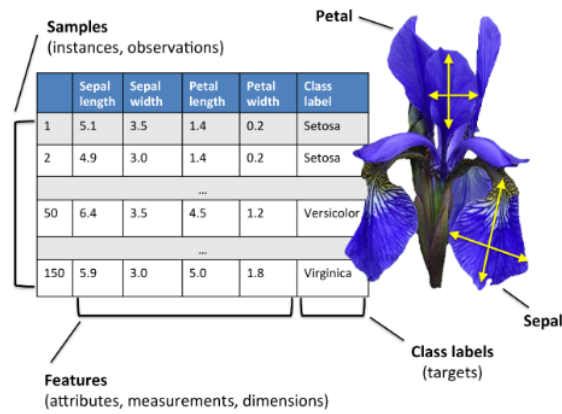 Samples
(instances, observations)
Petal
Sepal length Sepal width Petal length Petal width Class label
1 5.1 3.5 1.4 0.2 Setosa
2 4.9 3.0 1.4 0.2 Setosa
...
50 6.4 3.5 4.5 1.2 Versicolor
...
150 5.9 3.0 5.0 1.8 Virginica
Sepal
Class labels
(targets)
Features
(attributes, measurements, dimensions)